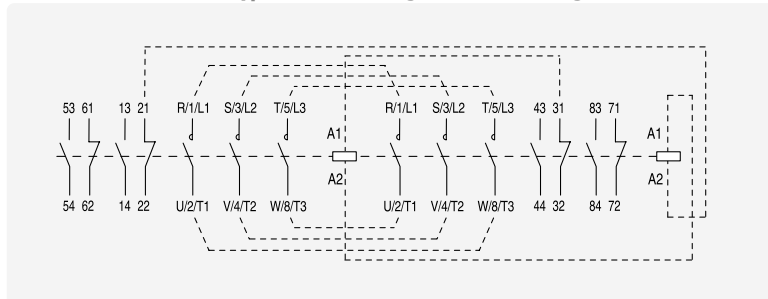 53 61 13 21 R/1/L1 S/3/L2 T/5/L3 R/1/L1 S/3/L2 T/5/L3 43 31 83 71
A1 A1
A2 A2
54 62 14 22 U/2/T1 V/4/T2 W/8/T3 U/2/T1 V/4/T2 W/8/T3 44 32 84 72